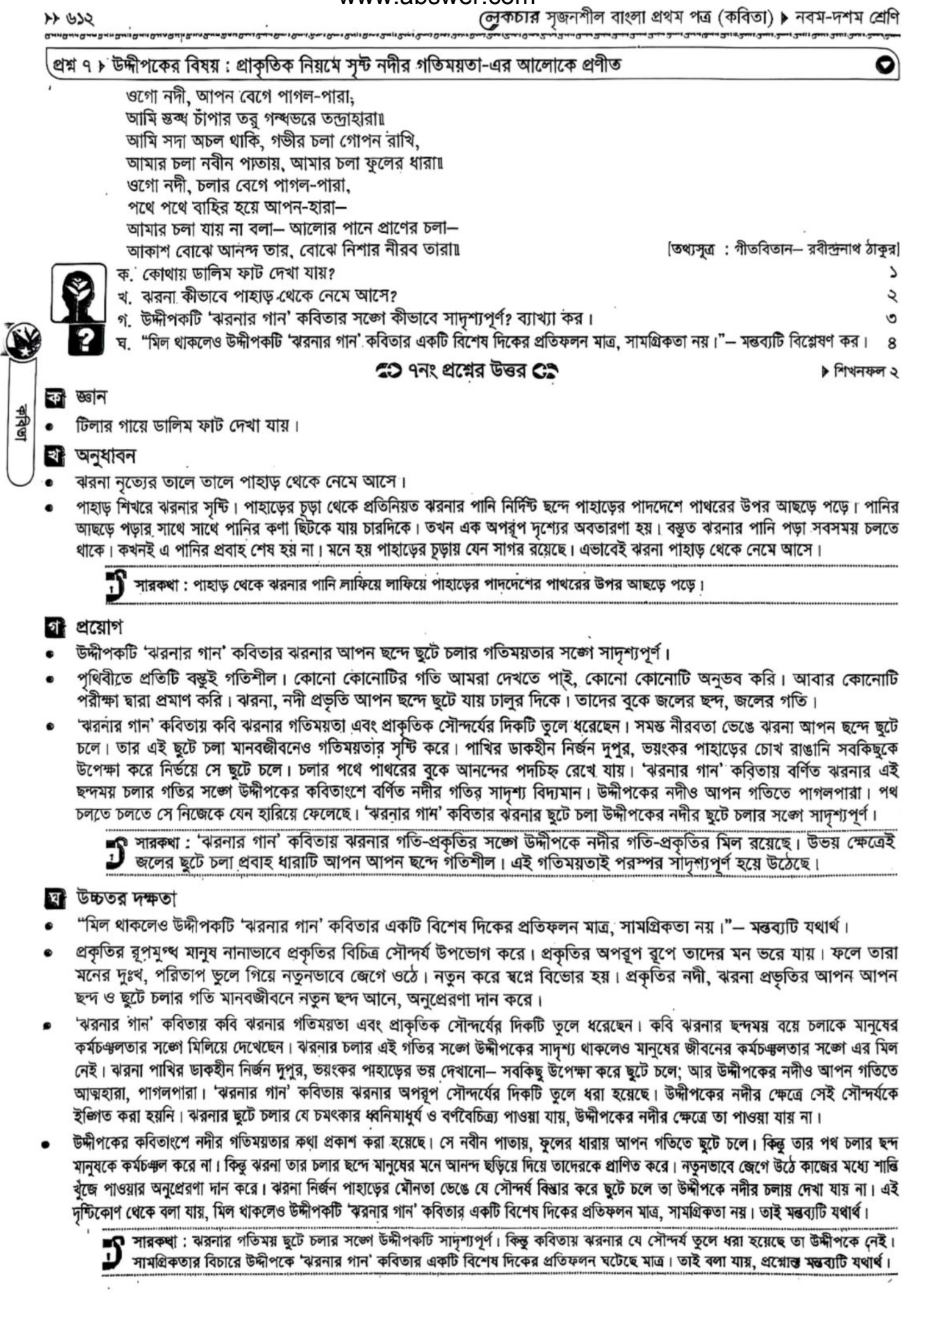 www.abswer.com
৬১২
লেকচার সৃজনশীল বাংলা প্রথম পত্র (কবিতা) ▶ নবম-দশম শ্রেণি
প্রশ্ন ৭ ▶ উদ্দীপকের বিষয় : প্রাকৃতিক নিয়মে সৃষ্ট নদীর গতিময়তা-এর আলোকে প্রণীত
ওগো নদী, আপন বেগে পাগল-পারা;
আমি স্তব্ধ চাঁপার তরু গন্ধভরে তন্দ্রাহারা॥
আমি সদা অচল থাকি, গভীর চলা গোপন রাখি,
আমার চলা নবীন পাতায়, আমার চলা ফুলের ধারা॥
ওগো নদী, চলার বেগে পাগল-পারা,
পথে পথে বাহির হয়ে আপন-হারা—
আমার চলা যায় না বলা— আলোর পানে প্রাণের চলা—
আকাশ বোঝে আনন্দ তার, বোঝে নিশার নীরব তারা॥ [তথ্যসূত্র : গীতবিতান— রবীন্দ্রনাথ ঠাকুর]
ক. কোথায় ডালিম ফাট দেখা যায়? ১
খ. ঝরনা কীভাবে পাহাড় থেকে নেমে আসে? ২
গ. উদ্দীপকটি ‘ঝরনার গান’ কবিতার সঙ্গে কীভাবে সাদৃশ্যপূর্ণ? ব্যাখ্যা কর। ৩
ঘ. “মিল থাকলেও উদ্দীপকটি ‘ঝরনার গান’ কবিতার একটি বিশেষ দিকের প্রতিফলন মাত্র, সামগ্রিকতা নয়।”— মন্তব্যটি বিশ্লেষণ কর। ৪
৭নং প্রশ্নের উত্তর ▶ শিখনফল ২
কবিতা
ক জ্ঞান
• টিলার গায়ে ডালিম ফাট দেখা যায়।
খ অনুধাবন
• ঝরনা নৃত্যের তালে তালে পাহাড় থেকে নেমে আসে।
• পাহাড় শিখরে ঝরনার সৃষ্টি। পাহাড়ের চূড়া থেকে প্রতিনিয়ত ঝরনার পানি নির্দিষ্ট ছন্দে পাহাড়ের পাদদেশে পাথরের উপর আছড়ে পড়ে। পানির
আছড়ে পড়ার সাথে সাথে পানির কণা ছিটকে যায় চারদিকে। তখন এক অপরূপ দৃশ্যের অবতারণা হয়। বস্তুত ঝরনার পানি পড়া সবসময় চলতে
থাকে। কখনই এ পানির প্রবাহ শেষ হয় না। মনে হয় পাহাড়ের চূড়ায় যেন সাগর রয়েছে। এভাবেই ঝরনা পাহাড় থেকে নেমে আসে।
সারকথা : পাহাড় থেকে ঝরনার পানি লাফিয়ে লাফিয়ে পাহাড়ের পাদদেশের পাথরের উপর আছড়ে পড়ে।
গ প্রয়োগ
• উদ্দীপকটি ‘ঝরনার গান’ কবিতার ঝরনার আপন ছন্দে ছুটে চলার গতিময়তার সঙ্গে সাদৃশ্যপূর্ণ।
• পৃথিবীতে প্রতিটি বস্তুই গতিশীল। কোনো কোনোটির গতি আমরা দেখতে পাই, কোনো কোনোটি অনুভব করি। আবার কোনোটি
পরীক্ষা দ্বারা প্রমাণ করি। ঝরনা, নদী প্রভৃতি আপন ছন্দে ছুটে যায় ঢালুর দিকে। তাদের বুকে জলের ছন্দ, জলের গতি।
• ‘ঝরনার গান’ কবিতায় কবি ঝরনার গতিময়তা এবং প্রাকৃতিক সৌন্দর্যের দিকটি তুলে ধরেছেন। সমস্ত নীরবতা ভেঙে ঝরনা আপন ছন্দে ছুটে
চলে। তার এই ছুটে চলা মানবজীবনেও গতিময়তার সৃষ্টি করে। পাখির ডাকহীন নির্জন দুপুর, ভয়ংকর পাহাড়ের চোখ রাঙানি সবকিছুকে
উপেক্ষা করে নির্ভয়ে সে ছুটে চলে। চলার পথে পাথরের বুকে আনন্দের পদচিহ্ন রেখে যায়। ‘ঝরনার গান’ কবিতায় বর্ণিত ঝরনার এই
ছন্দময় চলার গতির সঙ্গে উদ্দীপকের কবিতাংশে বর্ণিত নদীর গতির সাদৃশ্য বিদ্যমান। উদ্দীপকের নদীও আপন গতিতে পাগলপারা। পথ
চলতে চলতে সে নিজেকে যেন হারিয়ে ফেলেছে। ‘ঝরনার গান’ কবিতার ঝরনার ছুটে চলা উদ্দীপকের নদীর ছুটে চলার সঙ্গে সাদৃশ্যপূর্ণ।
সারকথা : ‘ঝরনার গান’ কবিতায় ঝরনার গতি-প্রকৃতির সঙ্গে উদ্দীপকে নদীর গতি-প্রকৃতির মিল রয়েছে। উভয় ক্ষেত্রেই
জলের ছুটে চলা প্রবাহ ধারাটি আপন আপন ছন্দে গতিশীল। এই গতিময়তাই পরস্পর সাদৃশ্যপূর্ণ হয়ে উঠেছে।
ঘ উচ্চতর দক্ষতা
• “মিল থাকলেও উদ্দীপকটি ‘ঝরনার গান’ কবিতার একটি বিশেষ দিকের প্রতিফলন মাত্র, সামগ্রিকতা নয়।”— মন্তব্যটি যথার্থ।
• প্রকৃতির রূপমুগ্ধ মানুষ নানাভাবে প্রকৃতির বিচিত্র সৌন্দর্য উপভোগ করে। প্রকৃতির অপরূপ রূপে তাদের মন ভরে যায়। ফলে তারা
মনের দুঃখ, পরিতাপ ভুলে গিয়ে নতুনভাবে জেগে ওঠে। নতুন করে স্বপ্নে বিভোর হয়। প্রকৃতির নদী, ঝরনা প্রভৃতির আপন আপন
ছন্দ ও ছুটে চলার গতি মানবজীবনে নতুন ছন্দ আনে, অনুপ্রেরণা দান করে।
• ‘ঝরনার গান’ কবিতায় কবি ঝরনার গতিময়তা এবং প্রাকৃতিক সৌন্দর্যের দিকটি তুলে ধরেছেন। কবি ঝরনার ছন্দময় বয়ে চলাকে মানুষের
কর্মচঞ্চলতার সঙ্গে মিলিয়ে দেখেছেন। ঝরনার চলার এই গতির সঙ্গে উদ্দীপকের সাদৃশ্য থাকলেও মানুষের জীবনের কর্মচঞ্চলতার সঙ্গে এর মিল
নেই। ঝরনা পাখির ডাকহীন নির্জন দুপুর, ভয়ংকর পাহাড়ের ভয় দেখানো— সবকিছু উপেক্ষা করে ছুটে চলে; আর উদ্দীপকের নদীও আপন গতিতে
আত্মহারা, পাগলপারা। ‘ঝরনার গান’ কবিতায় ঝরনার অপরূপ সৌন্দর্যের দিকটি তুলে ধরা হয়েছে। উদ্দীপকের নদীর ক্ষেত্রে সেই সৌন্দর্যকে
ইঙ্গিত করা হয়নি। ঝরনার ছুটে চলার যে চমৎকার ধ্বনিমাধুর্য ও বর্ণবৈচিত্র্য পাওয়া যায়, উদ্দীপকের নদীর ক্ষেত্রে তা পাওয়া যায় না।
• উদ্দীপকের কবিতাংশে নদীর গতিময়তার কথা প্রকাশ করা হয়েছে। সে নবীন পাতায়, ফুলের ধারায় আপন গতিতে ছুটে চলে। কিন্তু তার পথ চলার ছন্দ
মানুষকে কর্মচঞ্চল করে না। কিন্তু ঝরনা তার চলার ছন্দে মানুষের মনে আনন্দ ছড়িয়ে দিয়ে তাদেরকে প্রাণিত করে। নতুনভাবে জেগে উঠে কাজের মধ্যে শান্তি
খুঁজে পাওয়ার অনুপ্রেরণা দান করে। ঝরনা নির্জন পাহাড়ের মৌনতা ভেঙে যে সৌন্দর্য বিস্তার করে ছুটে চলে তা উদ্দীপকে নদীর চলায় দেখা যায় না। এই
দৃষ্টিকোণ থেকে বলা যায়, মিল থাকলেও উদ্দীপকটি ‘ঝরনার গান’ কবিতার একটি বিশেষ দিকের প্রতিফলন মাত্র, সামগ্রিকতা নয়। তাই মন্তব্যটি যথার্থ।
সারকথা : ঝরনার গতিময় ছুটে চলার সঙ্গে উদ্দীপকটি সাদৃশ্যপূর্ণ। কিন্তু কবিতায় ঝরনার যে সৌন্দর্য তুলে ধরা হয়েছে তা উদ্দীপকে নেই।
সামগ্রিকতার বিচারে উদ্দীপকে ‘ঝরনার গান’ কবিতার একটি বিশেষ দিকের প্রতিফলন ঘটেছে মাত্র। তাই বলা যায়, প্রশ্নোক্ত মন্তব্যটি যথার্থ।